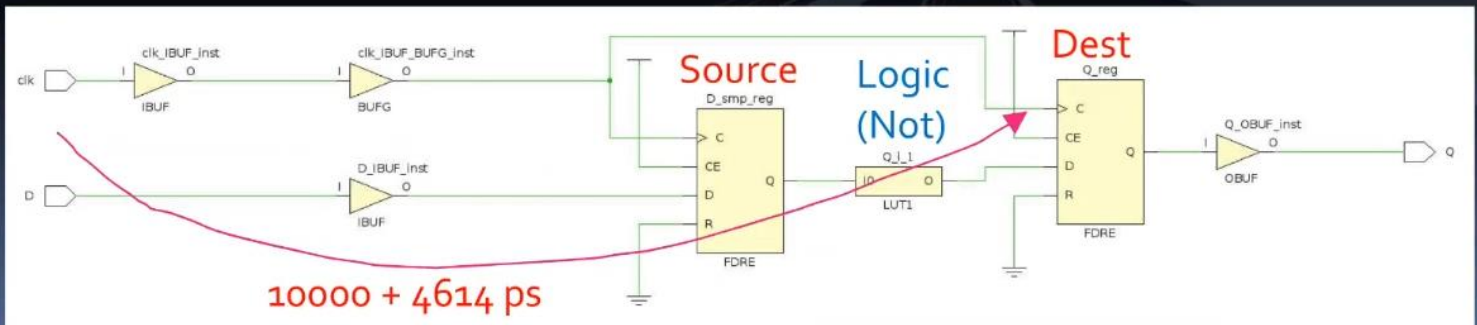 clk_IBUF_inst
clk
I
O
IBUF
clk_IBUF_BUFG_inst
I
O
BUFG
D_IBUF_inst
D
I
O
IBUF
Source
D_smp_reg
C
CE
D
R
Q
FDRE
Logic
(Not)
Q_i_1
I0
O
LUT1
Dest
Q_reg
C
CE
D
R
Q
FDRE
Q_OBUF_inst
I
O
OBUF
Q
10000 + 4614 ps